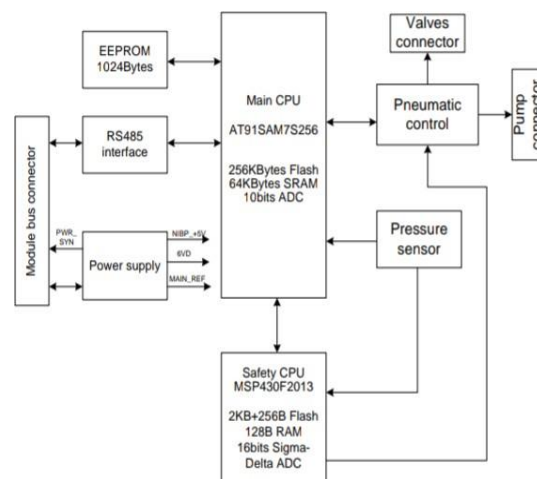 Valves
connector
EEPROM
1024Bytes
Main CPU
AT91SAM7S256
256KBytes Flash
64KBytes SRAM
10bits ADC
Pneumatic
control
Pump
connector
RS485
interface
Module bus connector
PWR_
SYN
Power supply
NIBP_+5V
6VD
MAIN_REF
Pressure
sensor
Safety CPU
MSP430F2013
2KB+256B Flash
128B RAM
16bits Sigma-
Delta ADC